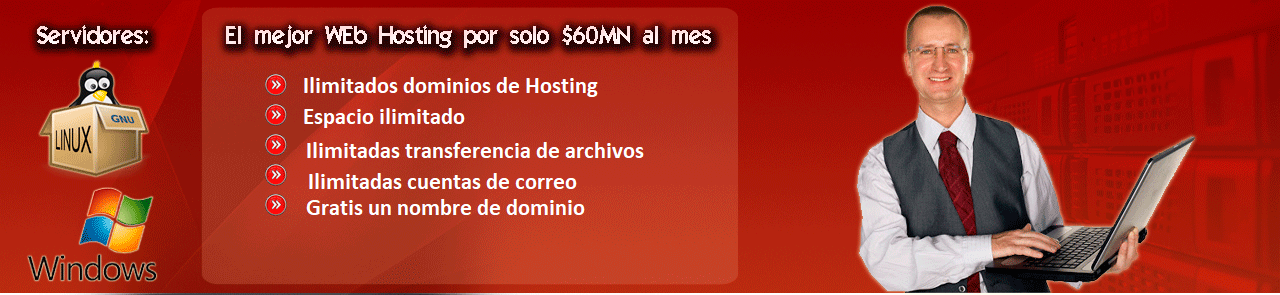 Servidores:
LINUX
GNU
Windows
El mejor WEb Hosting por solo $60MN al mes
Ilimitados dominios de Hosting
Espacio ilimitado
Ilimitadas transferencia de archivos
Ilimitadas cuentas de correo
Gratis un nombre de dominio